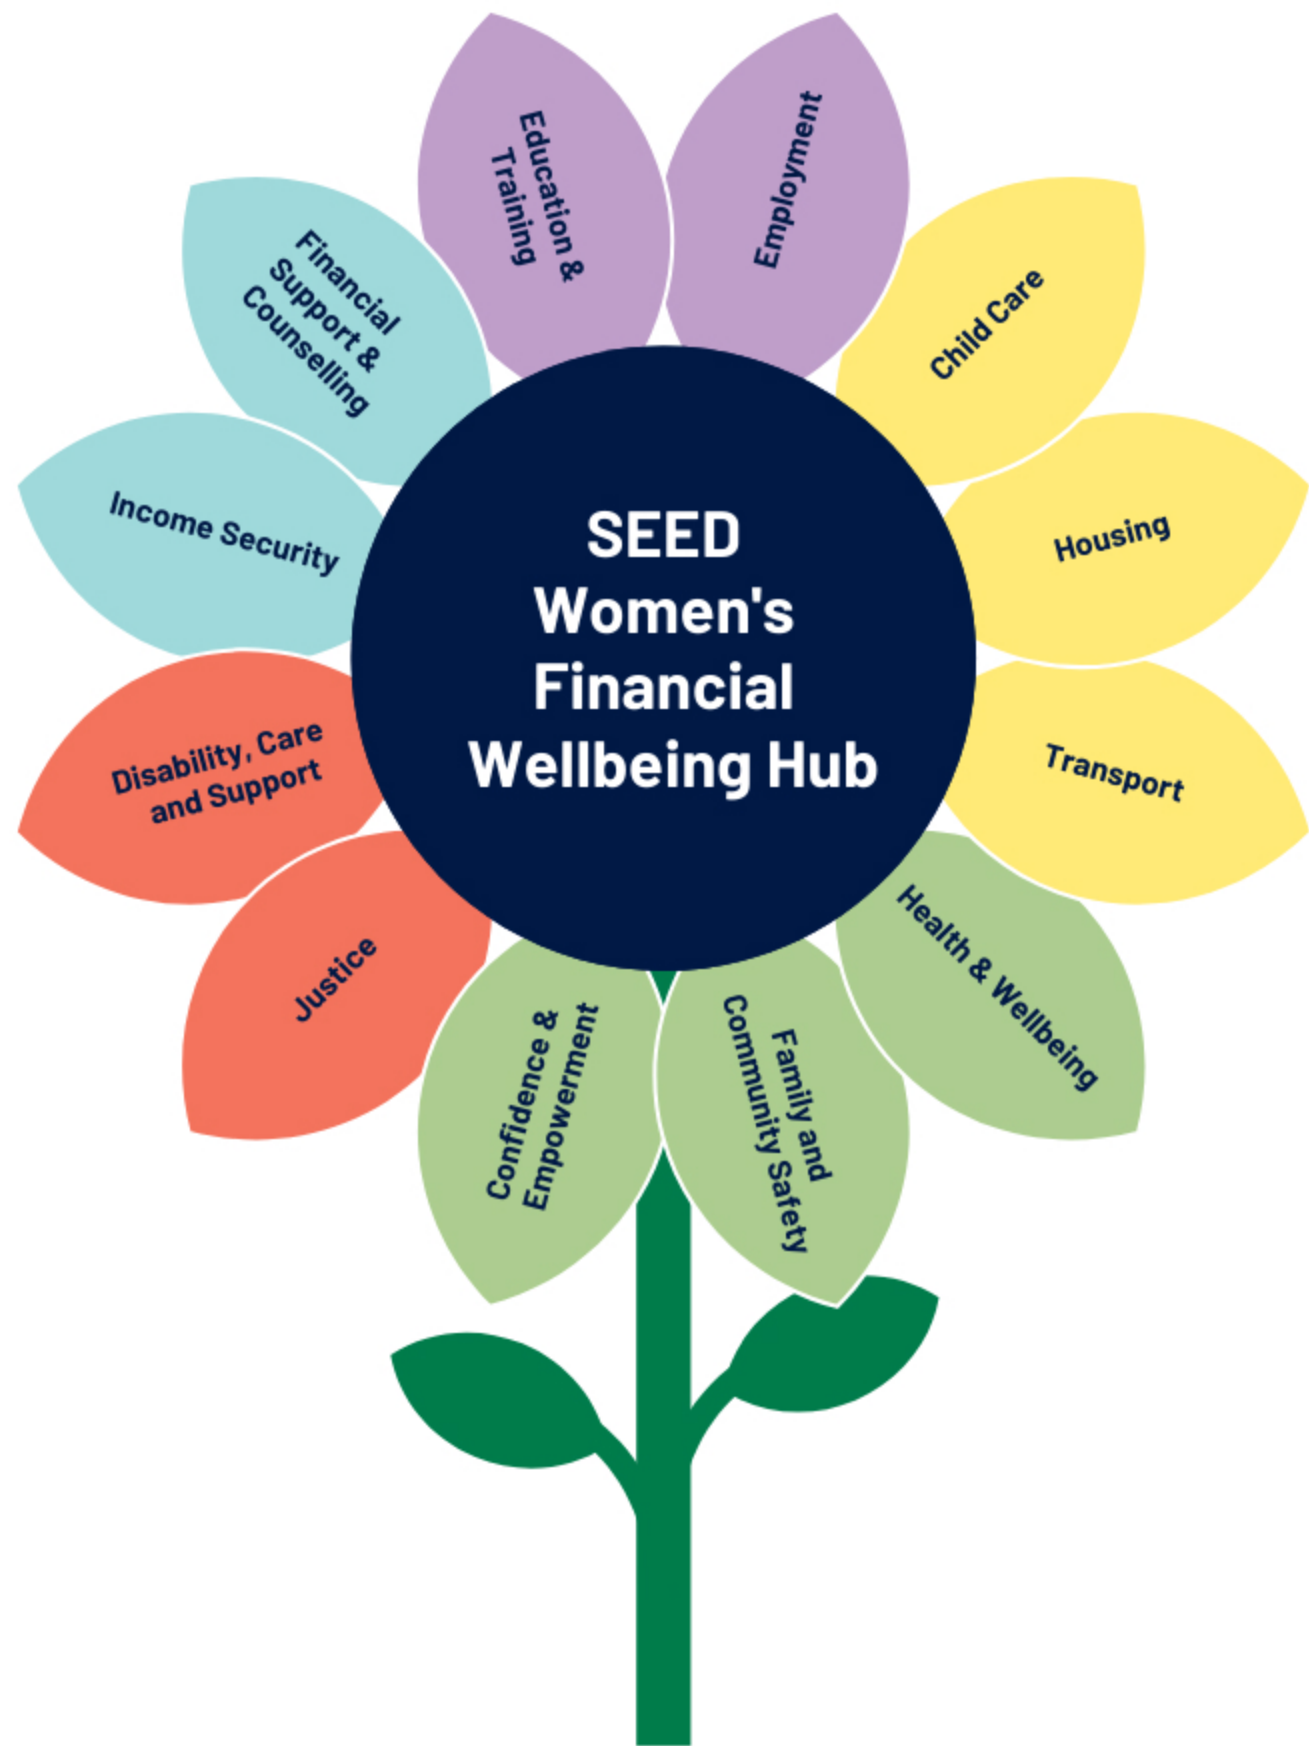 SEED
Women's
Financial
Wellbeing Hub
Education &
Training
Employment
Child Care
Housing
Transport
Health & Wellbeing
Family and
Community Safety
Confidence &
Empowerment
Justice
Disability, Care
and Support
Income Security
Financial
Support &
Counselling